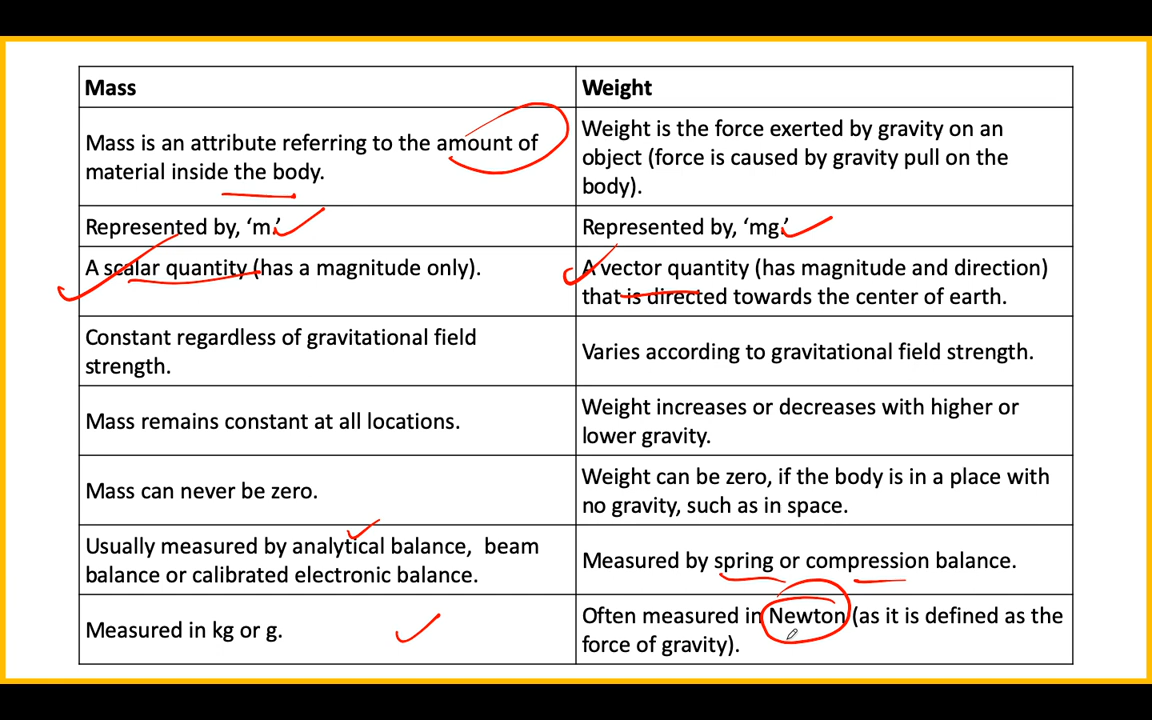 Mass
Weight
Mass is an attribute referring to the amount of
material inside the body.
Weight is the force exerted by gravity on an
object (force is caused by gravity pull on the
body).
Represented by, ‘m.’
Represented by, ‘mg.’
A scalar quantity (has a magnitude only).
A vector quantity (has magnitude and direction)
that is directed towards the center of earth.
Constant regardless of gravitational field
strength.
Varies according to gravitational field strength.
Mass remains constant at all locations.
Weight increases or decreases with higher or
lower gravity.
Mass can never be zero.
Weight can be zero, if the body is in a place with
no gravity, such as in space.
Usually measured by analytical balance, beam
balance or calibrated electronic balance.
Measured by spring or compression balance.
Measured in kg or g.
Often measured in Newton (as it is defined as the
force of gravity).